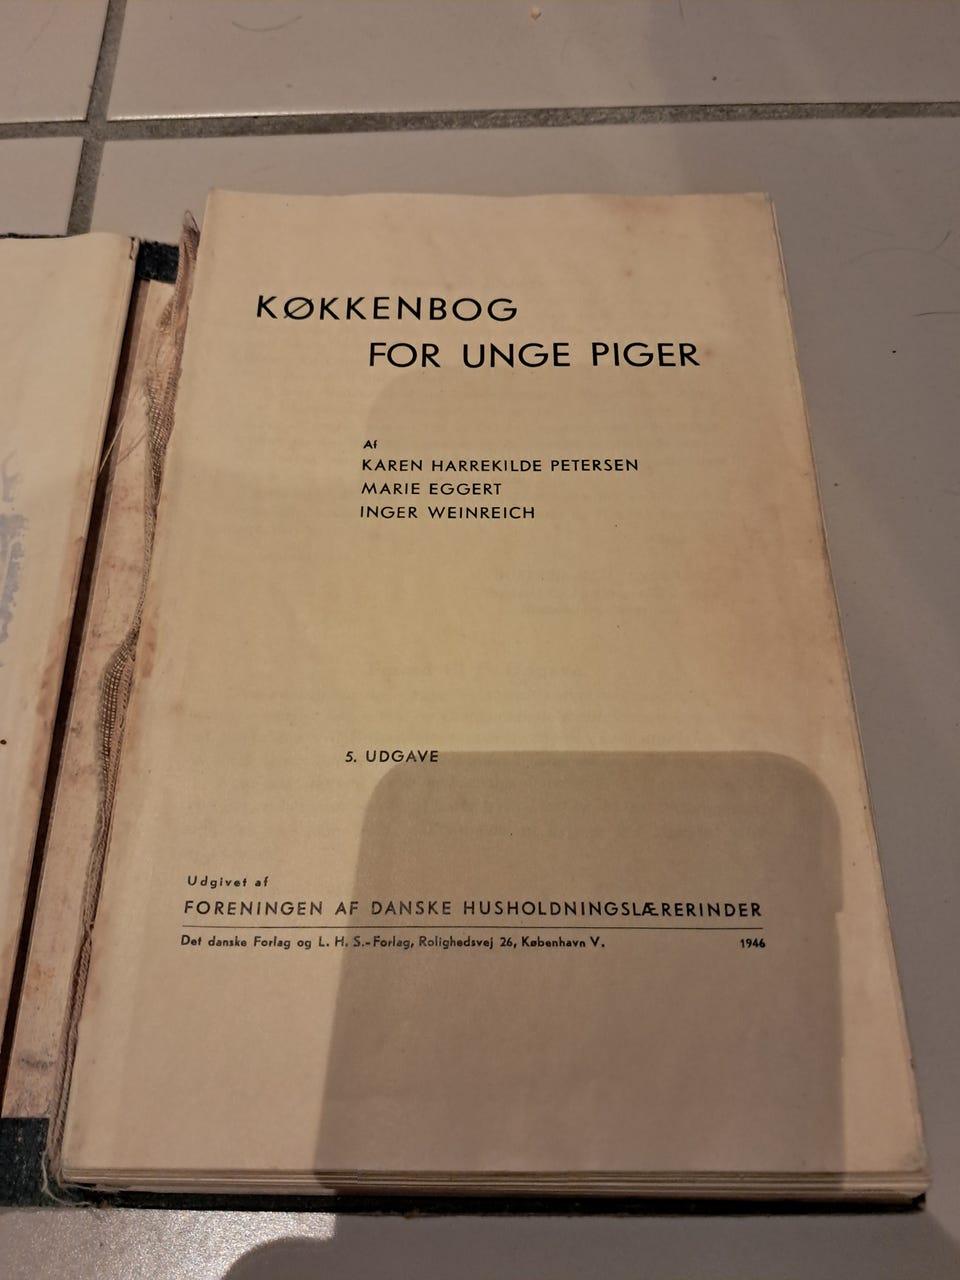 KØKKENBOG
FOR UNGE PIGER
Af
KAREN HARREKILDE PETERSEN
MARIE EGGERT
INGER WEINREICH
5. UDGAVE
Udgivet af
FORENINGEN AF DANSKE HUSHOLDNINGSLÆRERINDER
Det danske Forlag og L. H. S.-Forlag, Rolighedsvej 26, København V. 1946